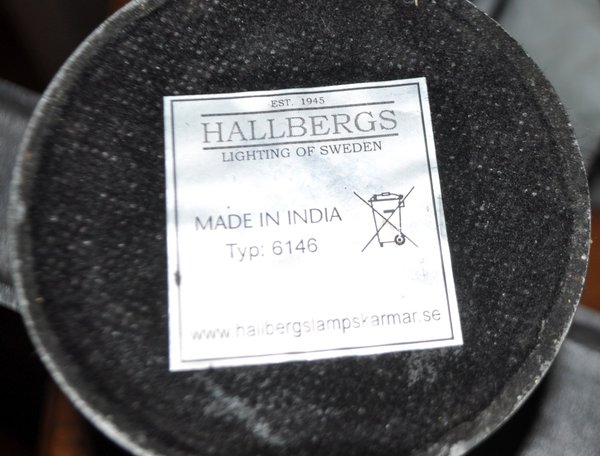 EST. 1945
HALLBERGS
LIGHTING OF SWEDEN
MADE IN INDIA
Typ: 6146
www.hallbergslampskarmar.se